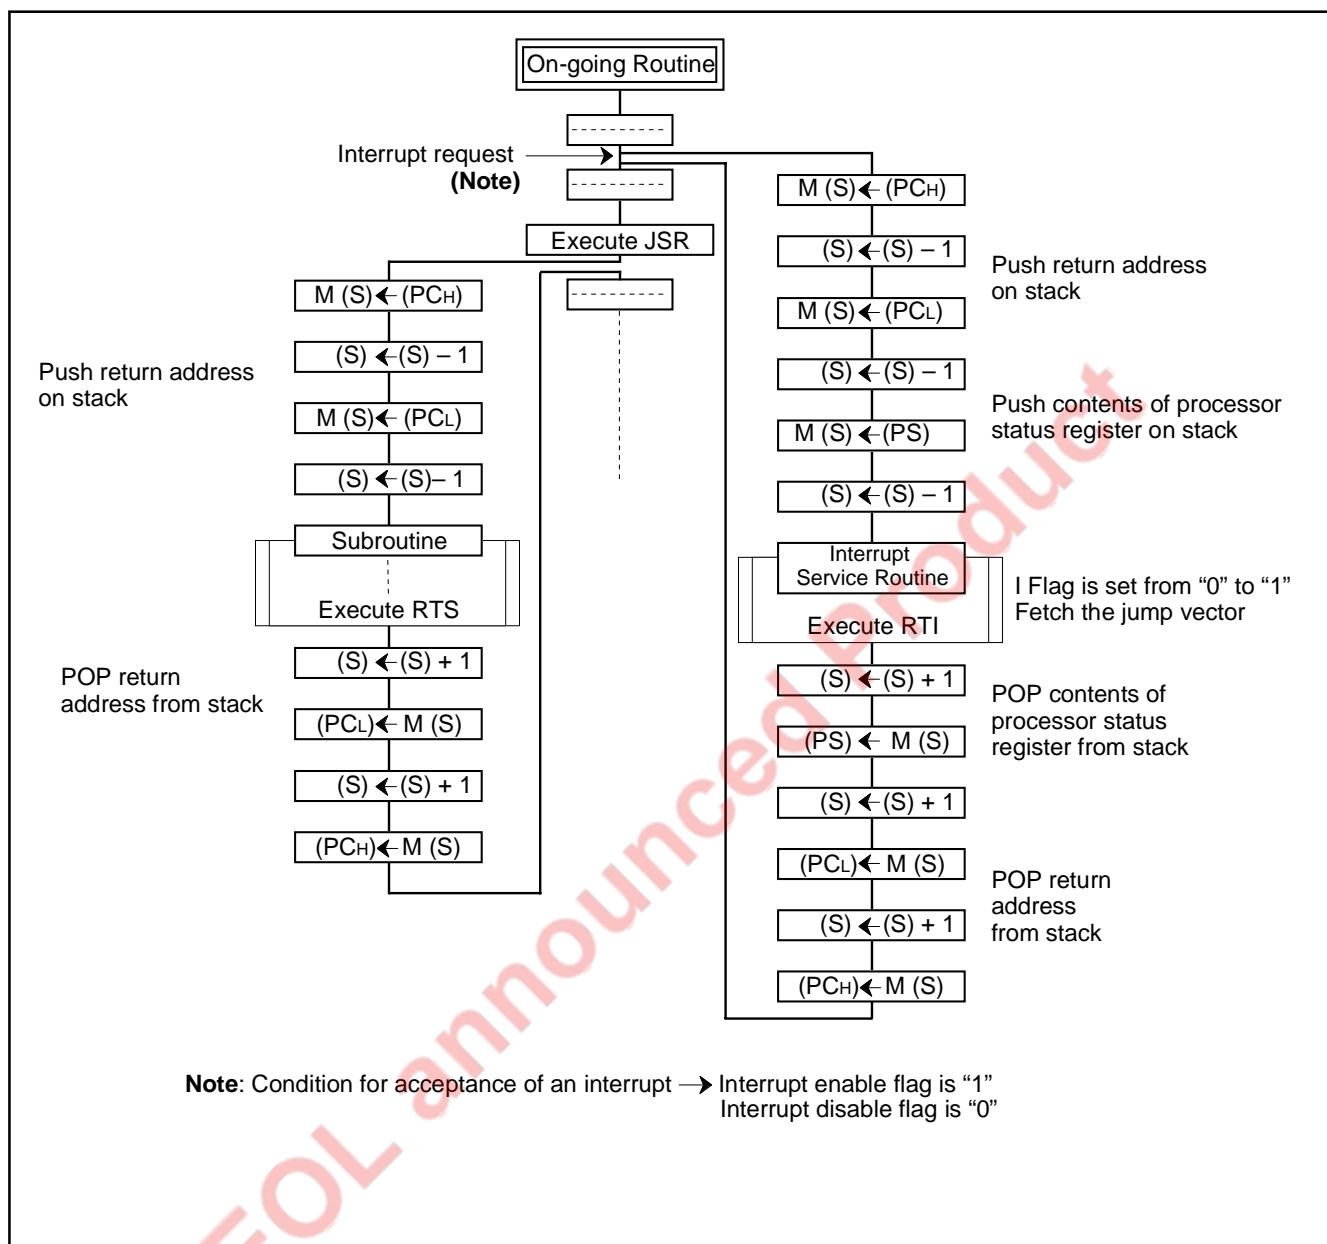 On-going Routine
Interrupt request
(Note)
Execute JSR
M (S) ← (PCH)
(S) ← (S) – 1
M (S) ← (PCL)
(S) ← (S)– 1
Push return address
on stack
Subroutine
Execute RTS
(S) ← (S) + 1
(PCL) ← M (S)
(S) ← (S) + 1
(PCH) ← M (S)
POP return
address from stack
M (S) ← (PCH)
(S) ← (S) – 1
M (S) ← (PCL)
(S) ← (S) – 1
M (S) ← (PS)
(S) ← (S) – 1
Push return address
on stack
Push contents of processor
status register on stack
Interrupt
Service Routine
Execute RTI
I Flag is set from “0” to “1”
Fetch the jump vector
(S) ← (S) + 1
(PS) ← M (S)
(S) ← (S) + 1
(PCL) ← M (S)
(S) ← (S) + 1
(PCH) ← M (S)
POP contents of
processor status
register from stack
POP return
address
from stack
Note: Condition for acceptance of an interrupt → Interrupt enable flag is “1”
Interrupt disable flag is “0”
EOL announced Product